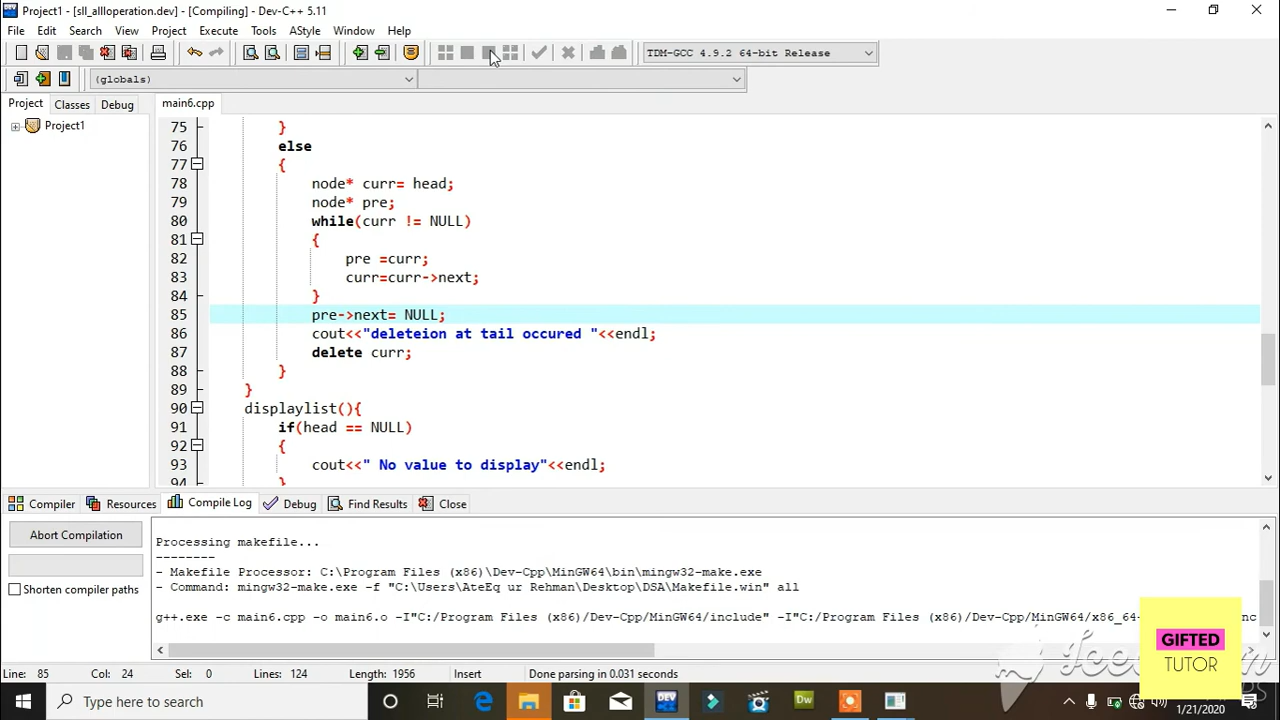 Project1 - [sll_allloperation.dev] - [Compiling] - Dev-C++ 5.11
File Edit Search View Project Execute Tools AStyle Window Help
TDM-GCC 4.9.2 64-bit Release
(globals)
Project Classes Debug main6.cpp
Project1
75 }
76 else
77 {
78 node* curr= head;
79 node* pre;
80 while(curr != NULL)
81 {
82 pre =curr;
83 curr=curr->next;
84 }
85 pre->next= NULL;
86 cout<<"deleteion at tail occured "<<endl;
87 delete curr;
88 }
89 }
90 displaylist(){
91 if(head == NULL)
92 {
93 cout<<" No value to display"<<endl;
94 }
Compiler Resources Compile Log Debug Find Results Close
Abort Compilation
Shorten compiler paths
Processing makefile...
--------
- Makefile Processor: C:\Program Files (x86)\Dev-Cpp\MinGW64\bin\mingw32-make.exe
- Command: mingw32-make.exe -f "C:\Users\AteEq ur Rehman\Desktop\DSA\Makefile.win" all
g++.exe -c main6.cpp -o main6.o -I"C:/Program Files (x86)/Dev-Cpp/MinGW64/include" -I"C:/Program Files (x86)/Dev-Cpp/MinGW64/x86_64-
GIFTED
TUTOR
Line: 85 Col: 24 Sel: 0 Lines: 124 Length: 1956 Insert Done parsing in 0.031 seconds
Type here to search
DEV
Dw
1/21/2020